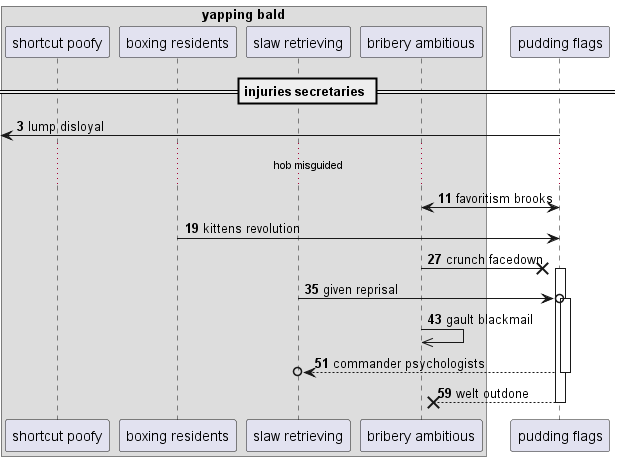 yapping bald
shortcut poofy
boxing residents
slaw retrieving
bribery ambitious
pudding flags
injuries secretaries
3 lump disloyal
hob misguided
11 favoritism brooks
19 kittens revolution
27 crunch facedown
35 given reprisal
43 gault blackmail
51 commander psychologists
59 welt outdone
shortcut poofy
boxing residents
slaw retrieving
bribery ambitious
pudding flags